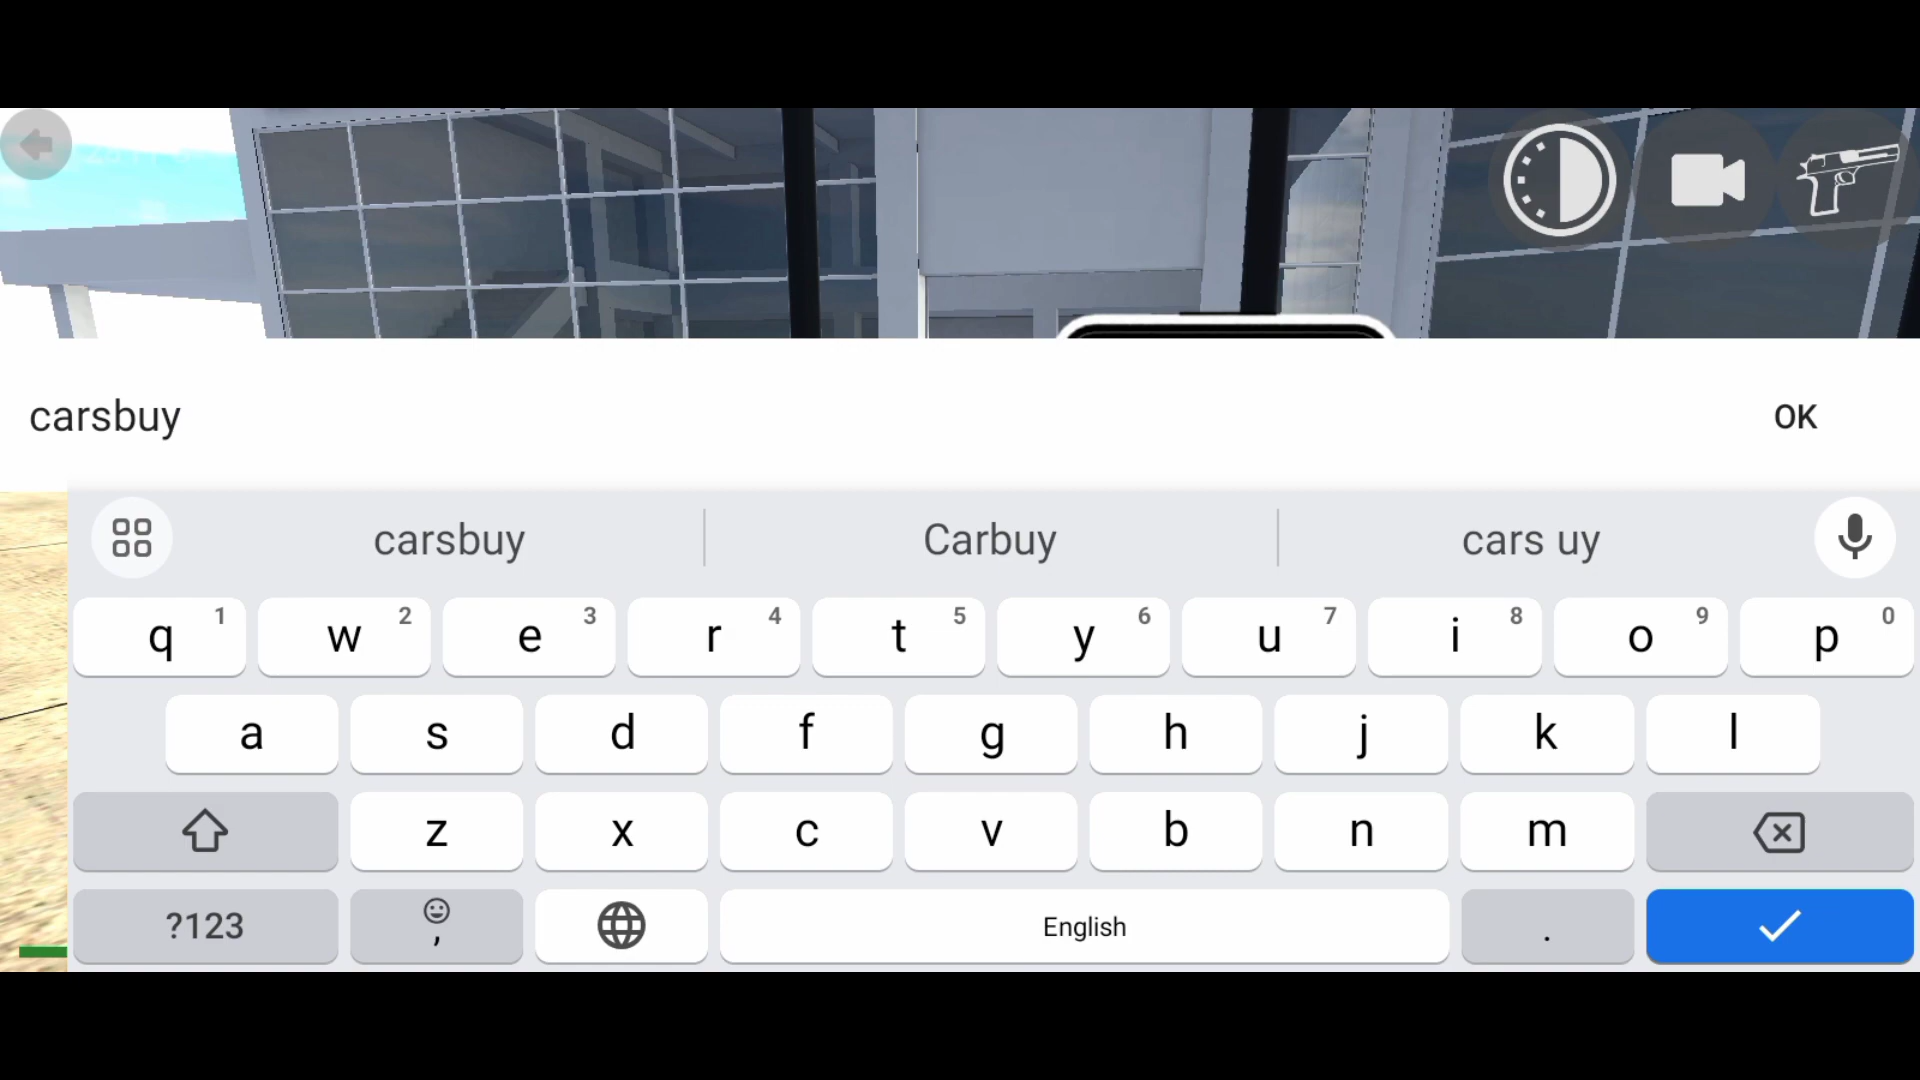 carsbuy OK
carsbuy Carbuy cars uy
q 1 w 2 e 3 r 4 t 5 y 6 u 7 i 8 o 9 p 0
a s d f g h j k l
z x c v b n m
?123 , English .